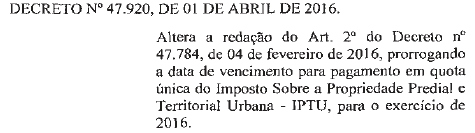 DECRETO Nº 47.920, DE 01 DE ABRIL DE 2016.
Altera a redação do Art. 2º do Decreto nº
47.784, de 04 de fevereiro de 2016, prorrogando
a data de vencimento para pagamento em quota
única do Imposto Sobre a Propriedade Predial e
Territorial Urbana - IPTU, para o exercício de
2016.